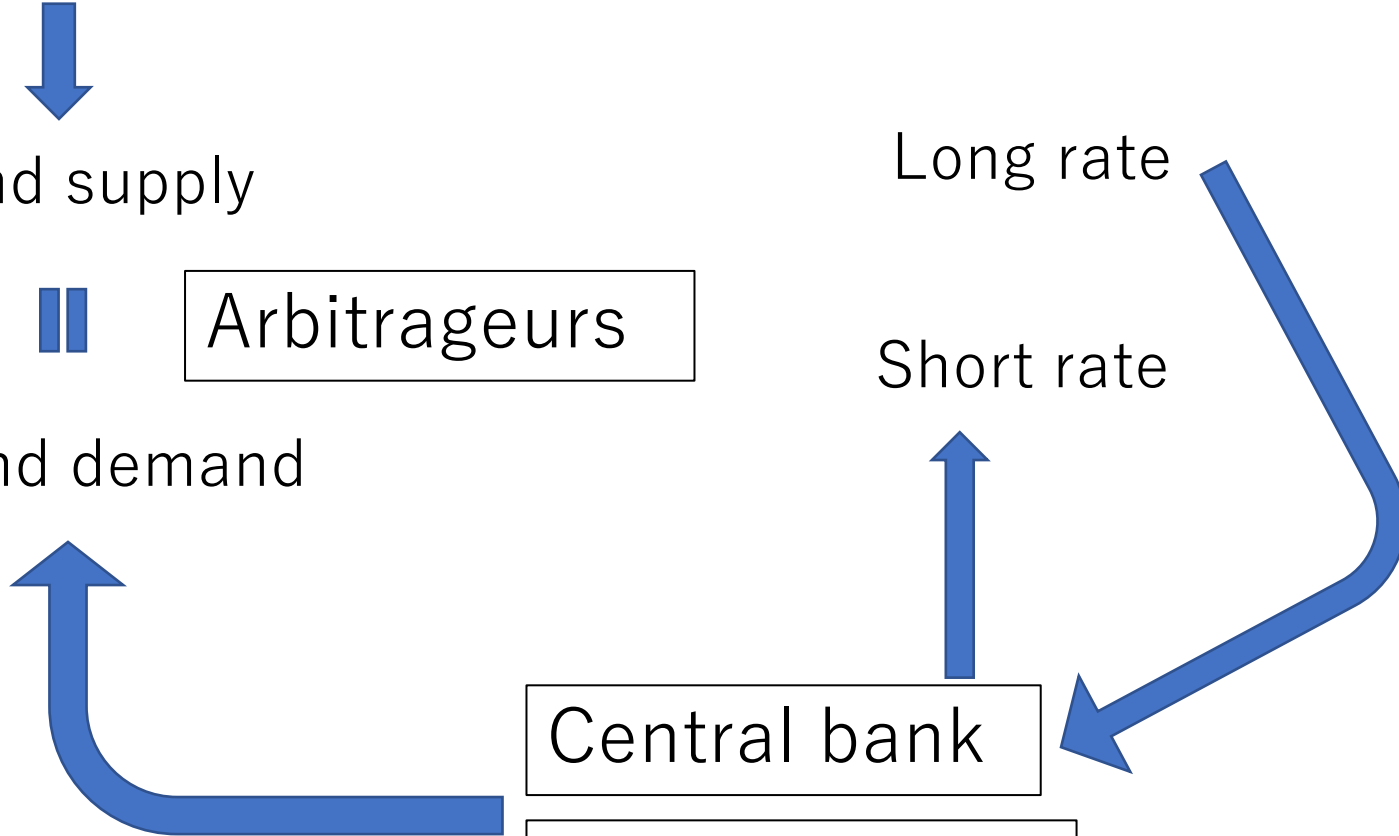 nd supply
Long rate
Arbitrageurs
Short rate
nd demand
Central bank